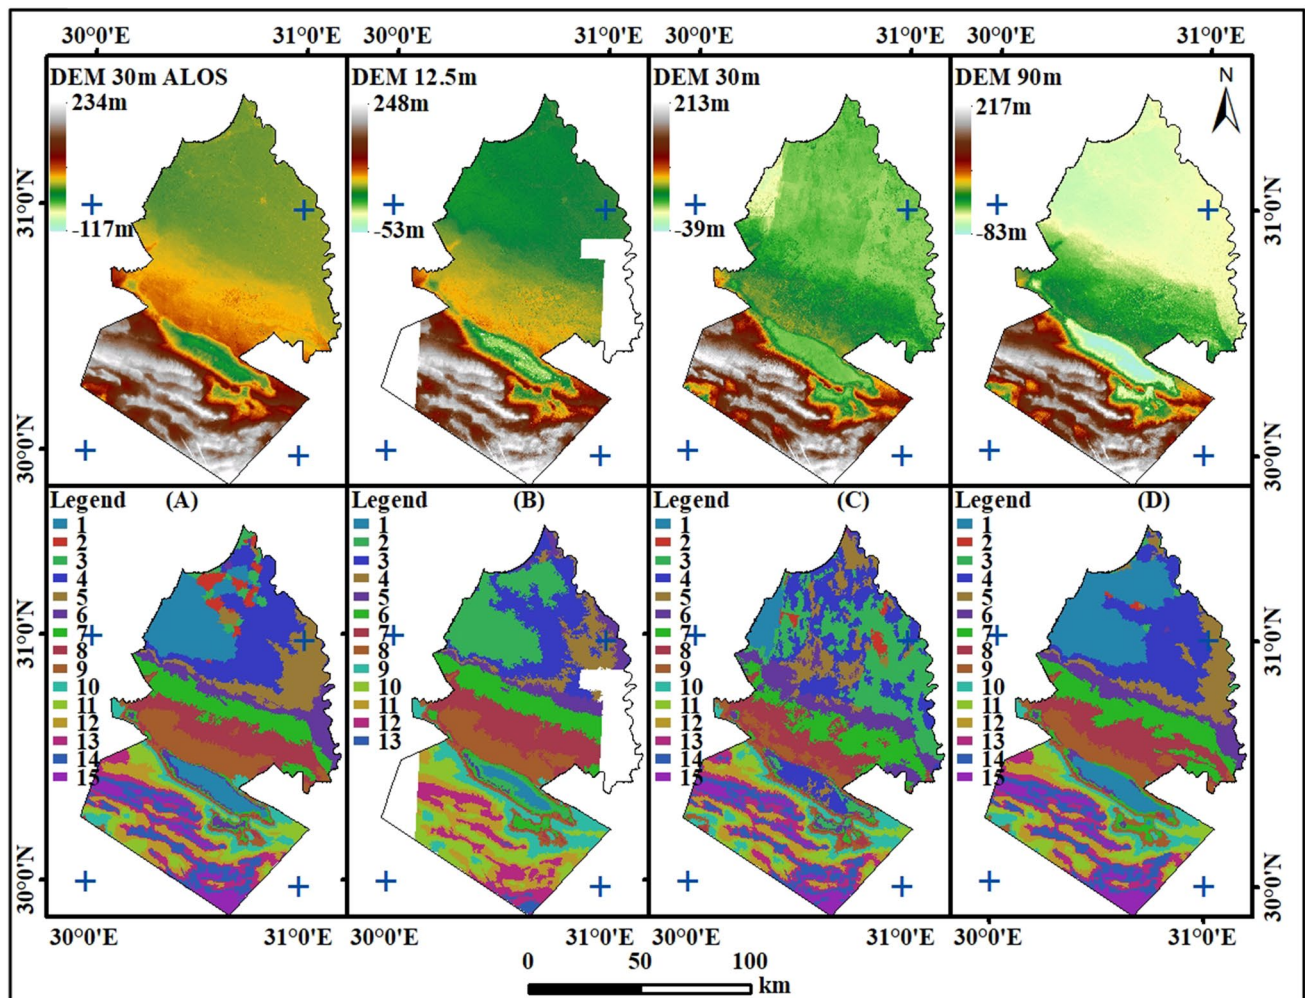 30°0'E 31°0'E 30°0'E 31°0'E 30°0'E 31°0'E 30°0'E 31°0'E
DEM 30m ALOS
234m
-117m
DEM 12.5m
248m
-53m
DEM 30m
213m
-39m
DEM 90m
217m
-83m
N
31°0'N
30°0'N
31°0'N
30°0'N
Legend (A)
1
2
3
4
5
6
7
8
9
10
11
12
13
14
15
Legend (B)
1
2
3
4
5
6
7
8
9
10
11
12
13
Legend (C)
1
2
3
4
5
6
7
8
9
10
11
12
13
14
15
Legend (D)
1
2
3
4
5
6
7
8
9
10
11
12
13
14
15
31°0'N
30°0'N
31°0'N
30°0'N
30°0'E 31°0'E 30°0'E 31°0'E 30°0'E 31°0'E 30°0'E 31°0'E
0 50 100
km